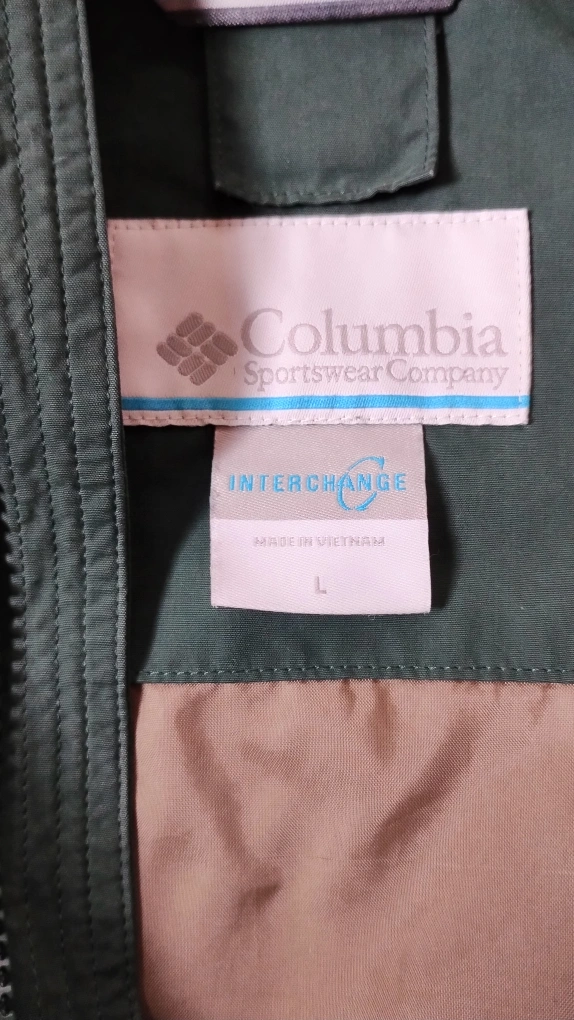 Columbia
Sportswear Company
INTERCHANGE
MADE IN VIETNAM
L